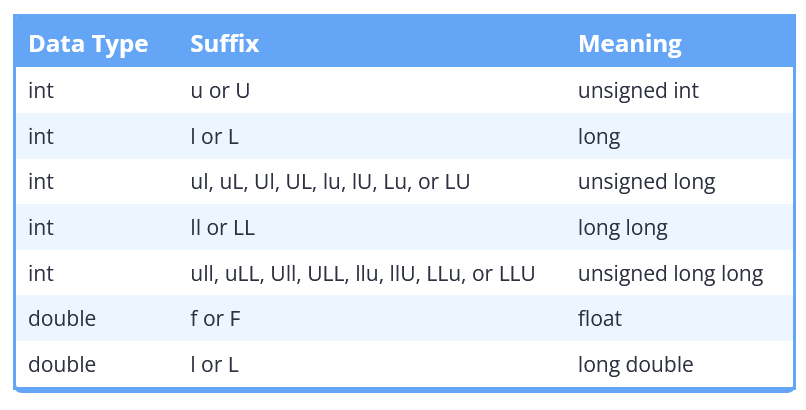 Data Type Suffix Meaning
int u or U unsigned int
int l or L long
int ul, uL, Ul, UL, lu, lU, Lu, or LU unsigned long
int ll or LL long long
int ull, uLL, Ull, ULL, llu, llU, LLu, or LLU unsigned long long
double f or F float
double l or L long double